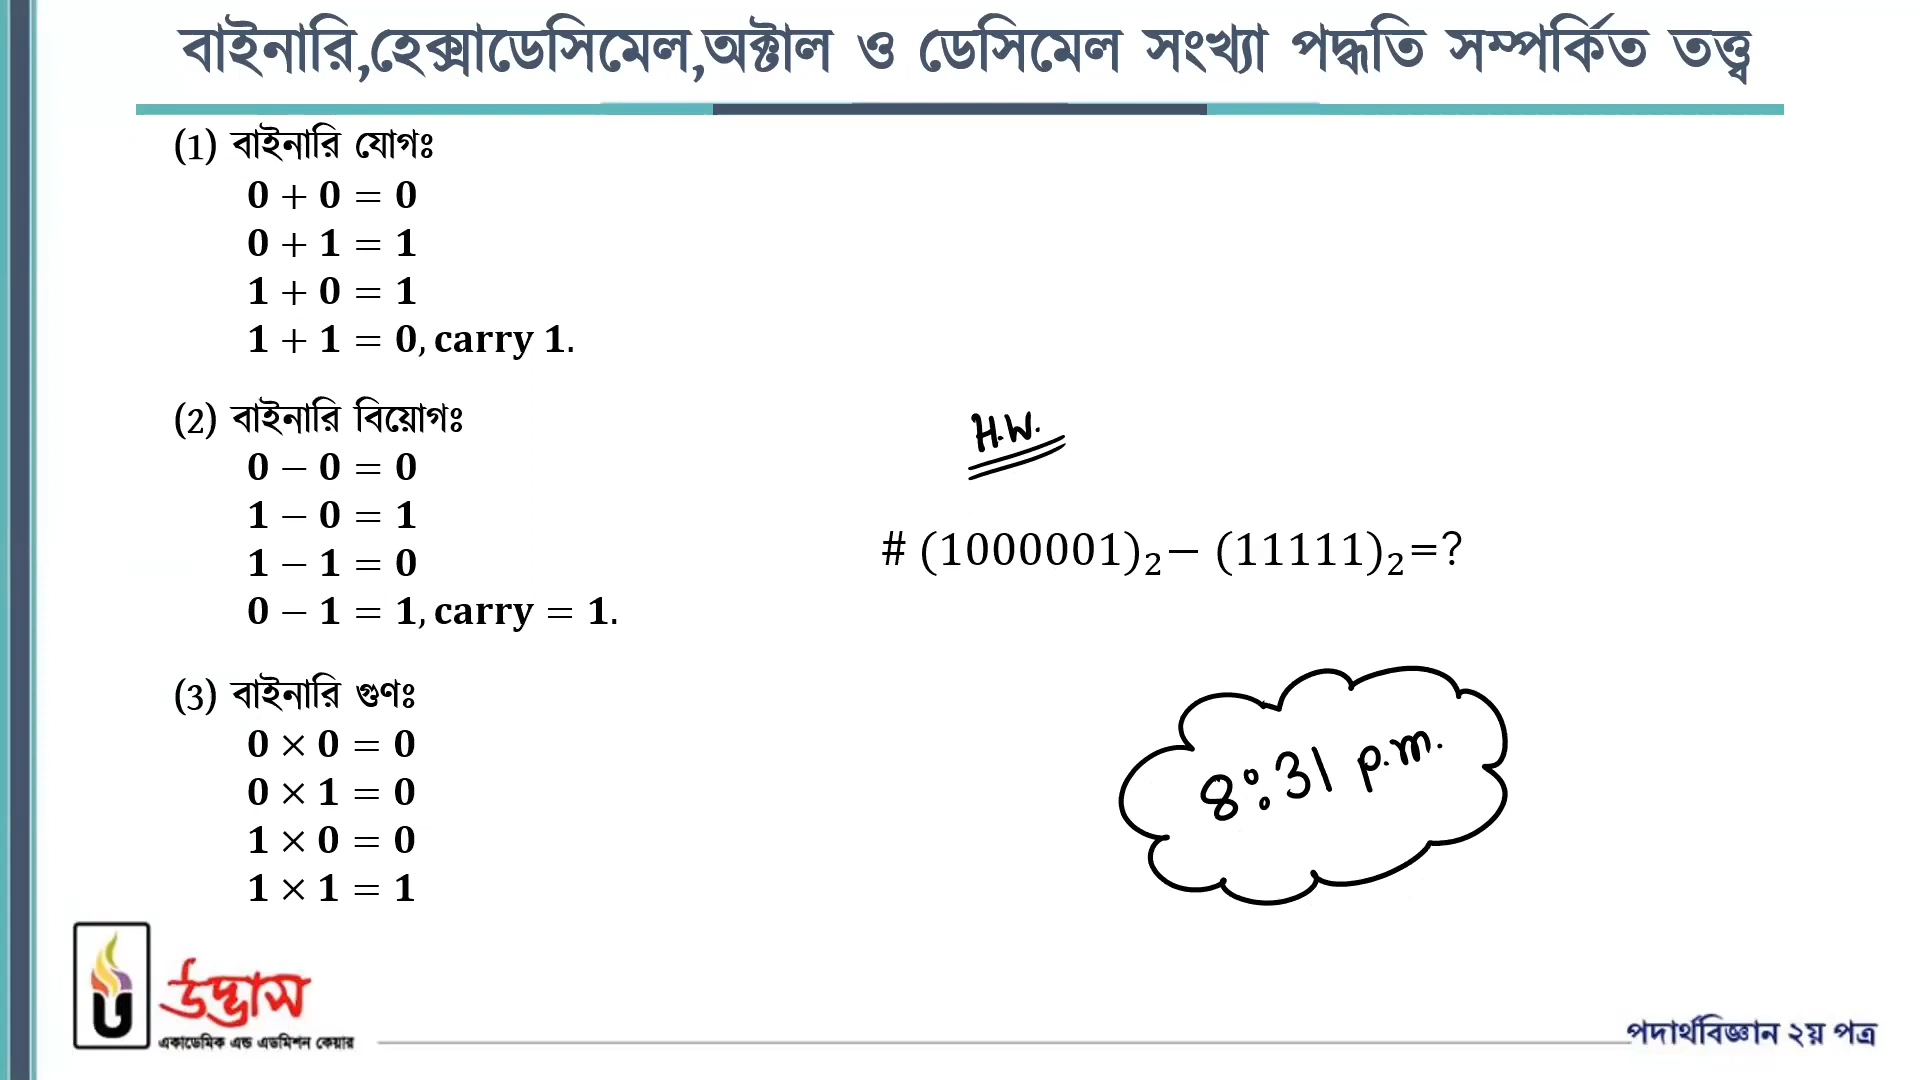 বাইনারি,হেক্সাডেসিমেল,অক্টাল ও ডেসিমেল সংখ্যা পদ্ধতি সম্পর্কিত তত্ত্ব
(1) বাইনারি যোগঃ
0 + 0 = 0
0 + 1 = 1
1 + 0 = 1
1 + 1 = 0, carry 1.
(2) বাইনারি বিয়োগঃ
0 − 0 = 0
1 − 0 = 1
1 − 1 = 0
0 − 1 = 1, carry = 1.
H.W.
# (1000001)₂− (11111)₂=?
(3) বাইনারি গুণঃ
0 × 0 = 0
0 × 1 = 0
1 × 0 = 0
1 × 1 = 1
8:31 p.m.
উদ্ভাস
একাডেমিক এন্ড এডমিশন কেয়ার
পদার্থবিজ্ঞান ২য় পত্র